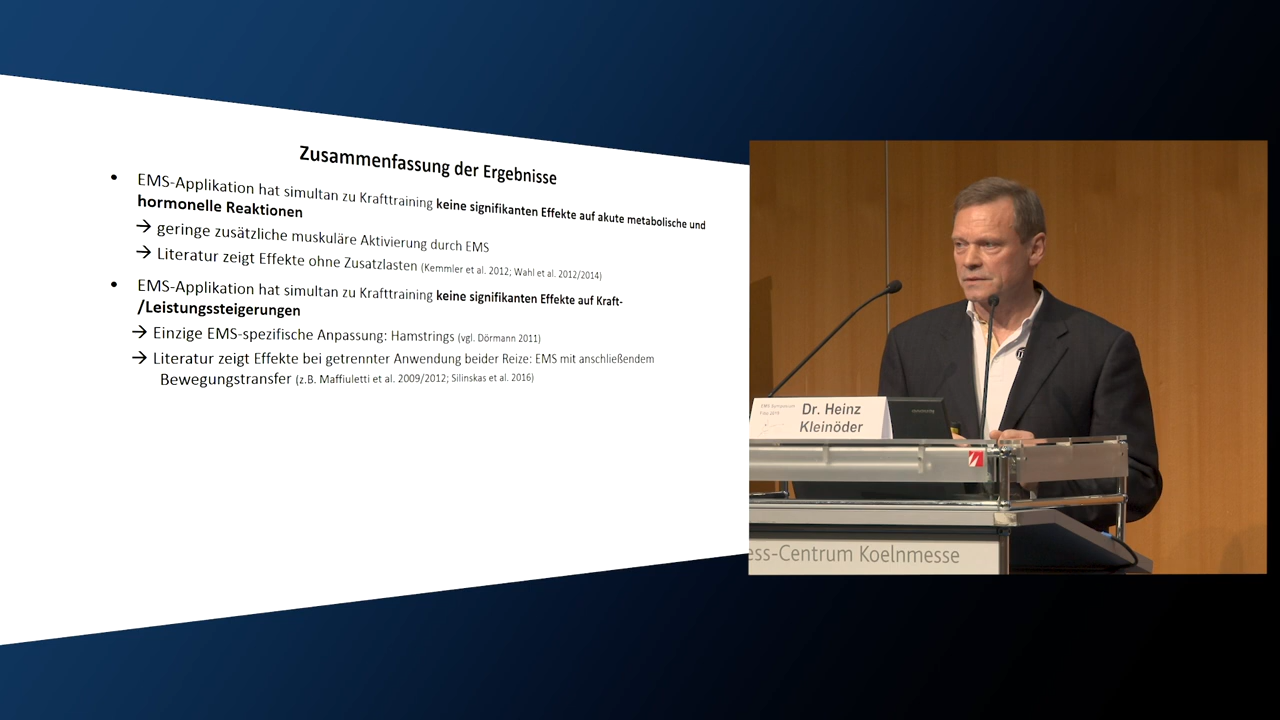 Zusammenfassung der Ergebnisse
• EMS-Applikation hat simultan zu Krafttraining keine signifikanten Effekte auf akute metabolische und
hormonelle Reaktionen
→ geringe zusätzliche muskuläre Aktivierung durch EMS
→ Literatur zeigt Effekte ohne Zusatzlasten (Kemmler et al. 2012; Wahl et al. 2012/2014)
• EMS-Applikation hat simultan zu Krafttraining keine signifikanten Effekte auf Kraft-
/Leistungssteigerungen
→ Einzige EMS-spezifische Anpassung: Hamstrings (vgl. Dörmann 2011)
→ Literatur zeigt Effekte bei getrennter Anwendung beider Reize: EMS mit anschließendem
Bewegungstransfer (z.B. Maffiuletti et al. 2009/2012; Silinskas et al. 2016)
EMS Symposium
Dr. Heinz
Kleinöder
ess-Centrum Koelnmesse